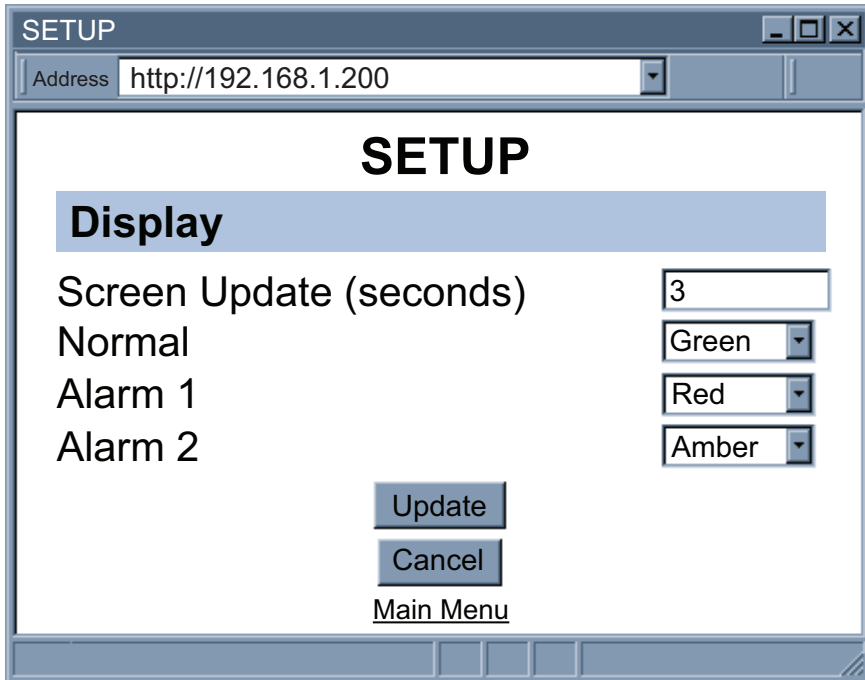 SETUP
Address http://192.168.1.200
SETUP
Display
Screen Update (seconds) 3
Normal Green
Alarm 1 Red
Alarm 2 Amber
Update
Cancel
Main Menu